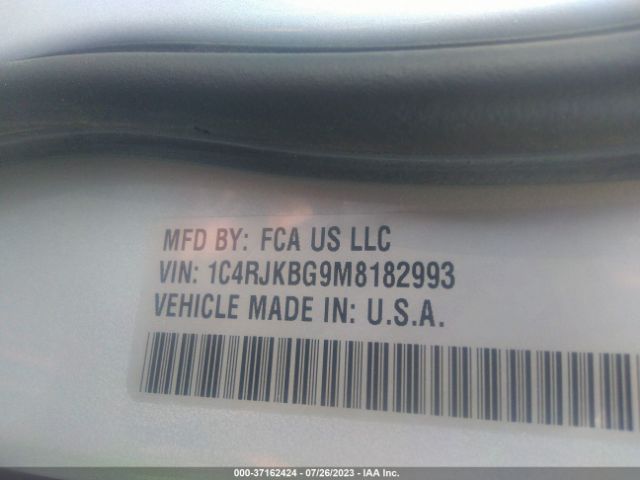 MFD BY: FCA US LLC
VIN: 1C4RJKBG9M8182993
VEHICLE MADE IN: U.S.A.
000-37162424 - 07/26/2023 - IAA Inc.